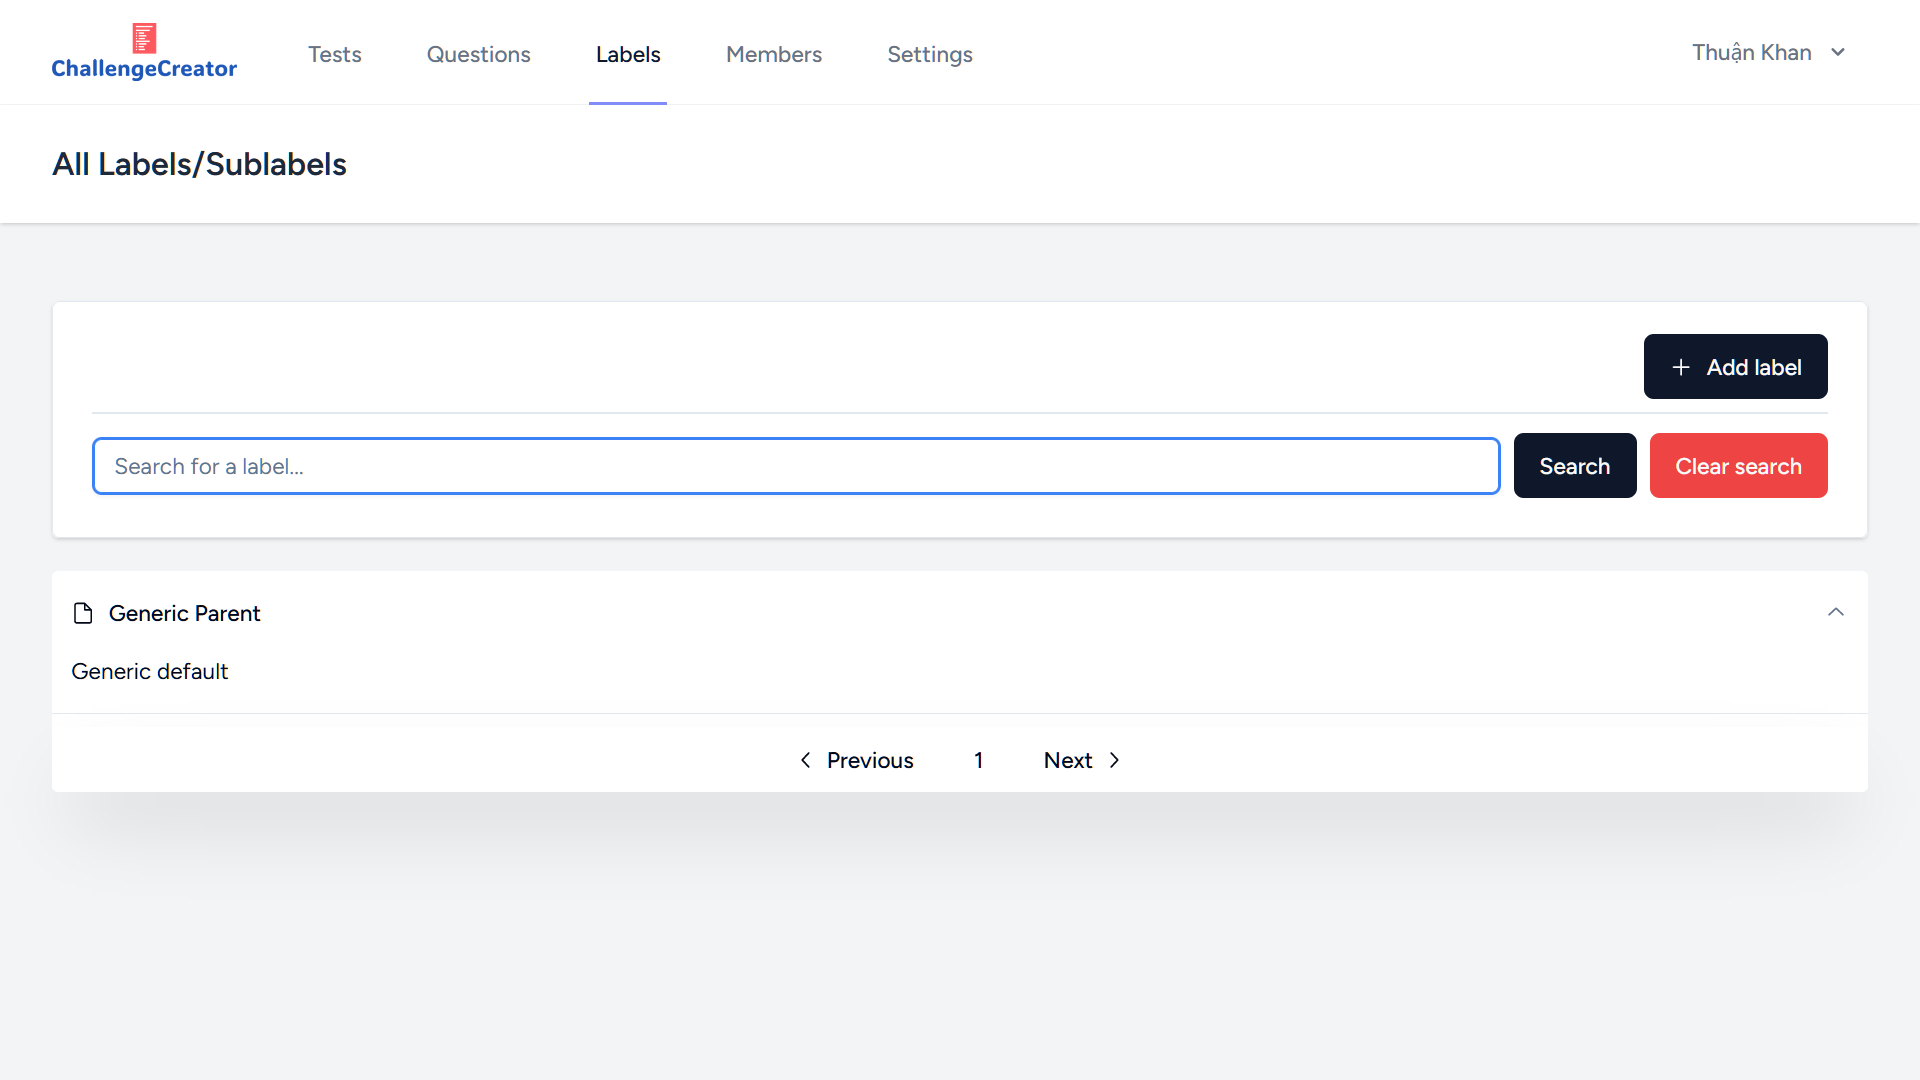 ChallengeCreator
Tests
Questions
Labels
Members
Settings
Thuận Khan
All Labels/Sublabels
Add label
Search for a label...
Search
Clear search
Generic Parent
Generic default
Previous
1
Next